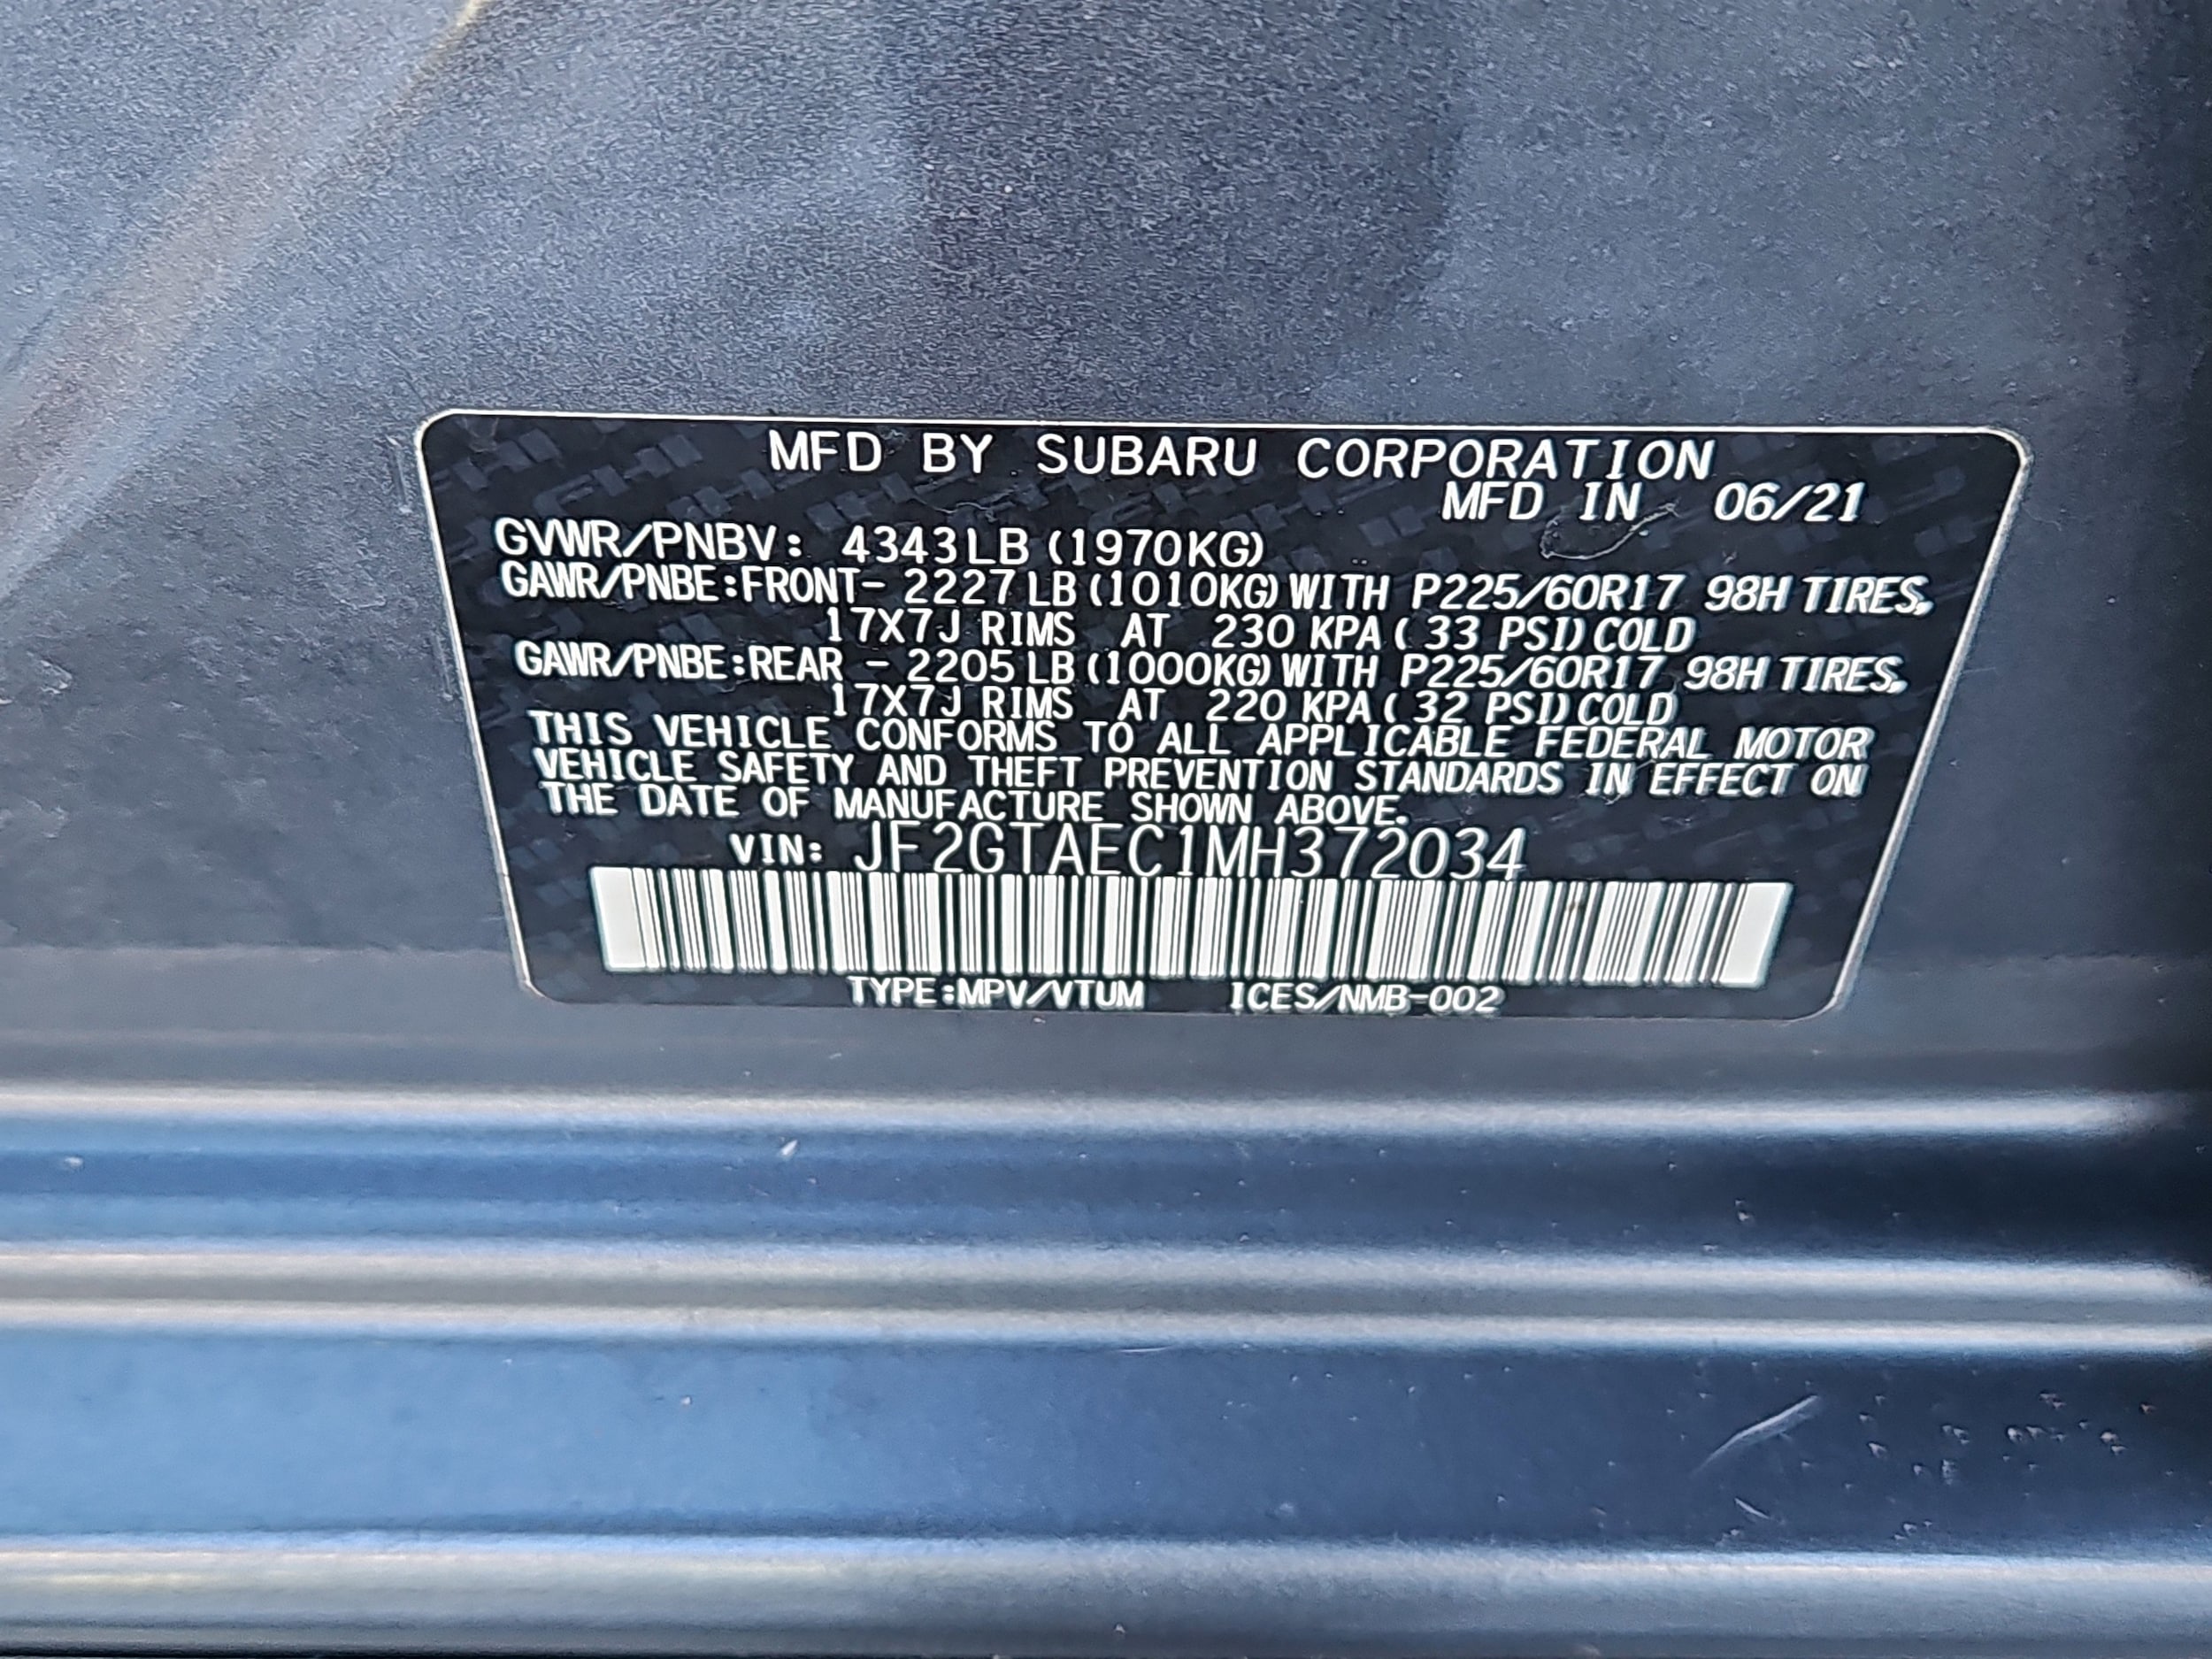 MFD BY SUBARU CORPORATION
MFD IN 06/21
GVWR/PNBV: 4343LB (1970KG)
GAWR/PNBE:FRONT- 2227 LB (1010KG) WITH P225/60R17 98H TIRES,
17X7J RIMS AT 230 KPA ( 33 PSI) COLD
GAWR/PNBE:REAR - 2205 LB (1000KG) WITH P225/60R17 98H TIRES,
17X7J RIMS AT 220 KPA ( 32 PSI) COLD
THIS VEHICLE CONFORMS TO ALL APPLICABLE FEDERAL MOTOR
VEHICLE SAFETY AND THEFT PREVENTION STANDARDS IN EFFECT ON
THE DATE OF MANUFACTURE SHOWN ABOVE.
VIN: JF2GTAEC1MH372034
TYPE:MPV/VTUM ICES/NMB-002